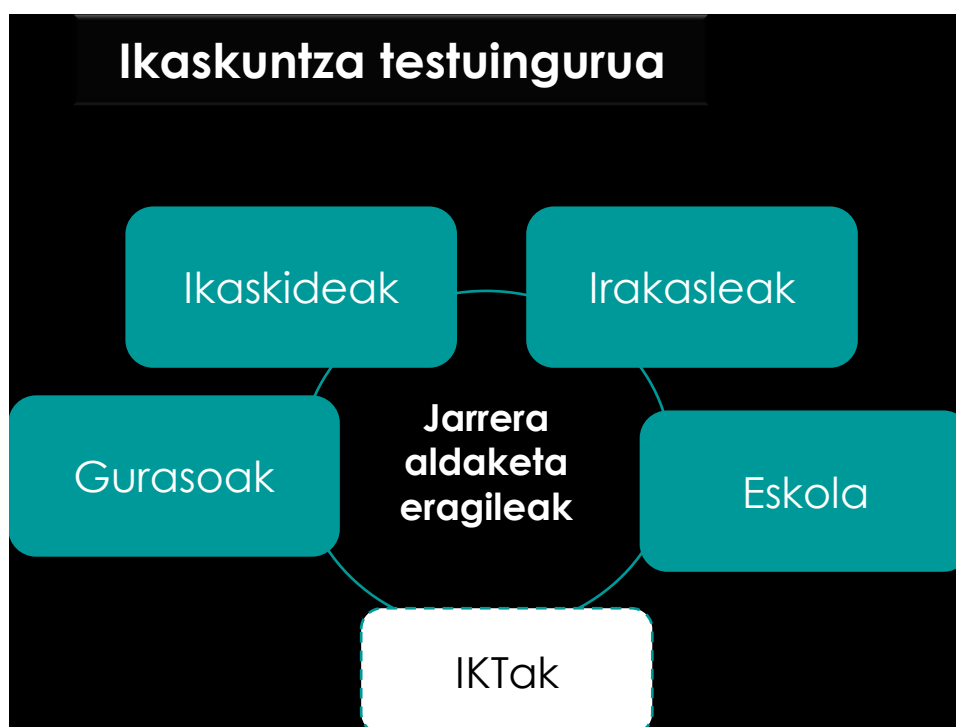 Ikaskuntza testuingurua
Ikaskideak
Irakasleak
Gurasoak
Jarrera
aldaketa
eragileak
Eskola
IKTak